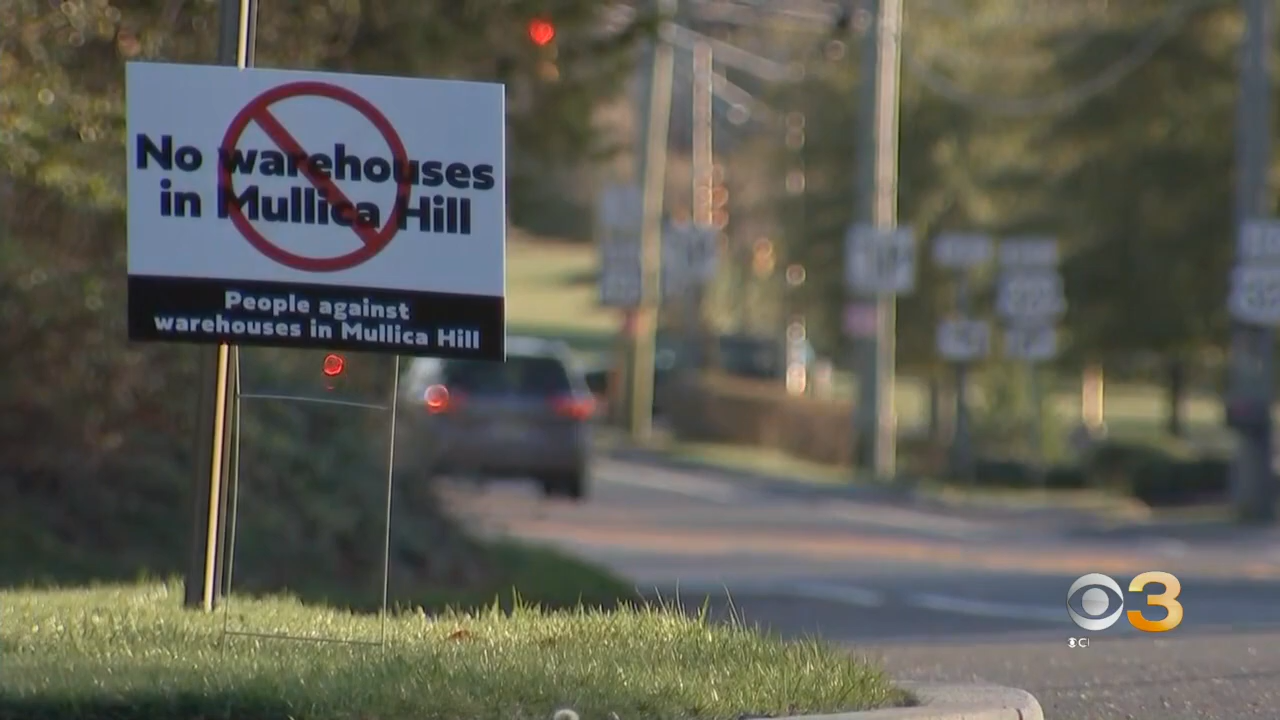 No warehouses
in Mullica Hill
People against
warehouses in Mullica Hill
3